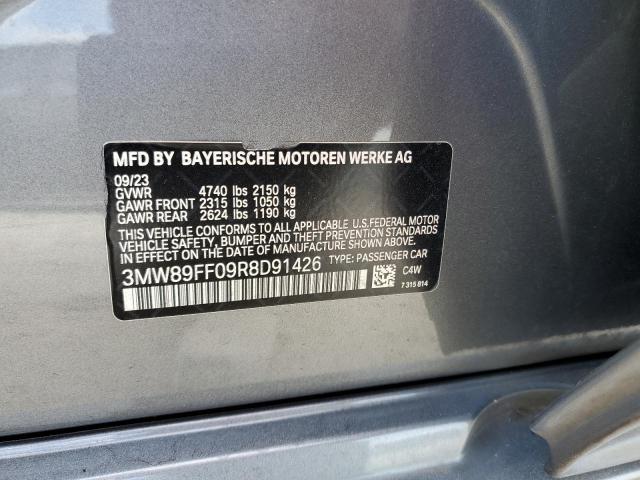 MFD BY BAYERISCHE MOTOREN WERKE AG
09/23
GVWR 4740 lbs 2150 kg
GAWR FRONT 2315 lbs 1050 kg
GAWR REAR 2624 lbs 1190 kg
THIS VEHICLE CONFORMS TO ALL APPLICABLE U.S. FEDERAL MOTOR
VEHICLE SAFETY, BUMPER AND THEFT PREVENTION STANDARDS
IN EFFECT ON THE DATE OF MANUFACTURE SHOWN ABOVE.
3MW89FF09R8D91426 TYPE: PASSENGER CAR
C4W
7 315 814